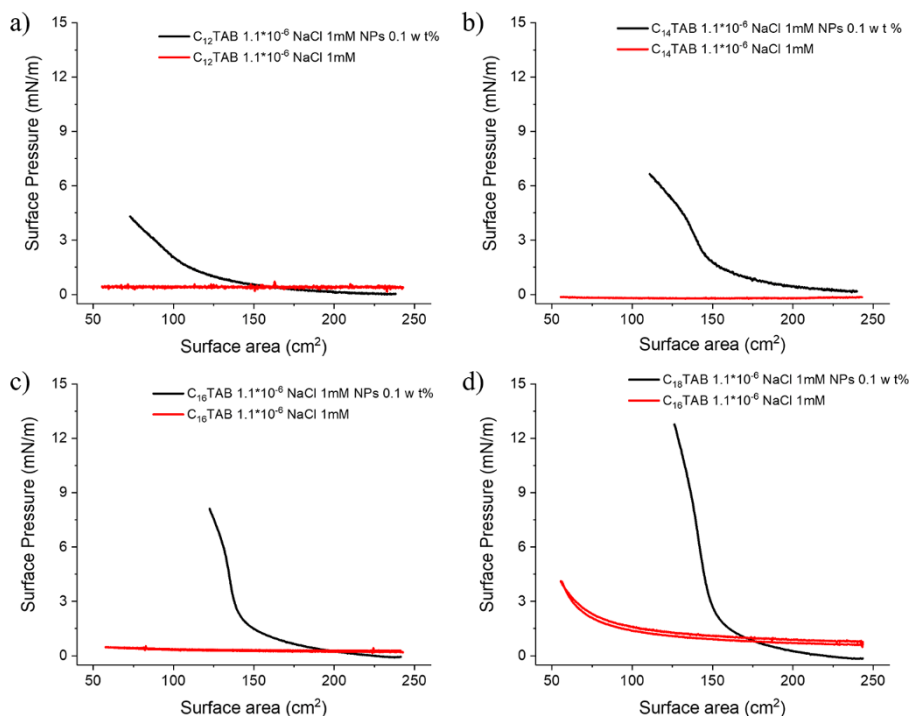 a)
C₁₂TAB 1.1*10⁻⁶ NaCl 1mM NPs 0.1 w t%
C₁₂TAB 1.1*10⁻⁶ NaCl 1mM
Surface Pressure (mN/m)
15
12
9
6
3
0
50 100 150 200 250
Surface area (cm²)
b)
C₁₄TAB 1.1*10⁻⁶ NaCl 1mM NPs 0.1 w t %
C₁₄TAB 1.1*10⁻⁶ NaCl 1mM
Surface Pressure (mN/m)
15
12
9
6
3
0
50 100 150 200 250
Surface area (cm²)
c)
C₁₆TAB 1.1*10⁻⁶ NaCl 1mM NPs 0.1 w t%
C₁₆TAB 1.1*10⁻⁶ NaCl 1mM
Surface Pressure (mN/m)
15
12
9
6
3
0
50 100 150 200 250
Surface area (cm²)
d)
C₁₈TAB 1.1*10⁻⁶ NaCl 1mM NPs 0.1 w t%
C₁₆TAB 1.1*10⁻⁶ NaCl 1mM
Surface Pressure (mN/m)
15
12
9
6
3
0
50 100 150 200 250
Surface area (cm²)